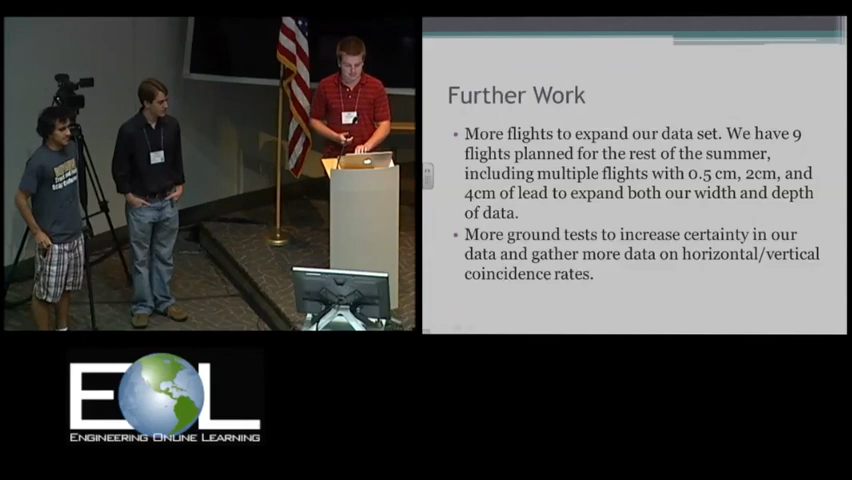 Further Work
• More flights to expand our data set. We have 9
flights planned for the rest of the summer,
including multiple flights with 0.5 cm, 2cm, and
4cm of lead to expand both our width and depth
of data.
• More ground tests to increase certainty in our
data and gather more data on horizontal/vertical
coincidence rates.
EOL
ENGINEERING ONLINE LEARNING